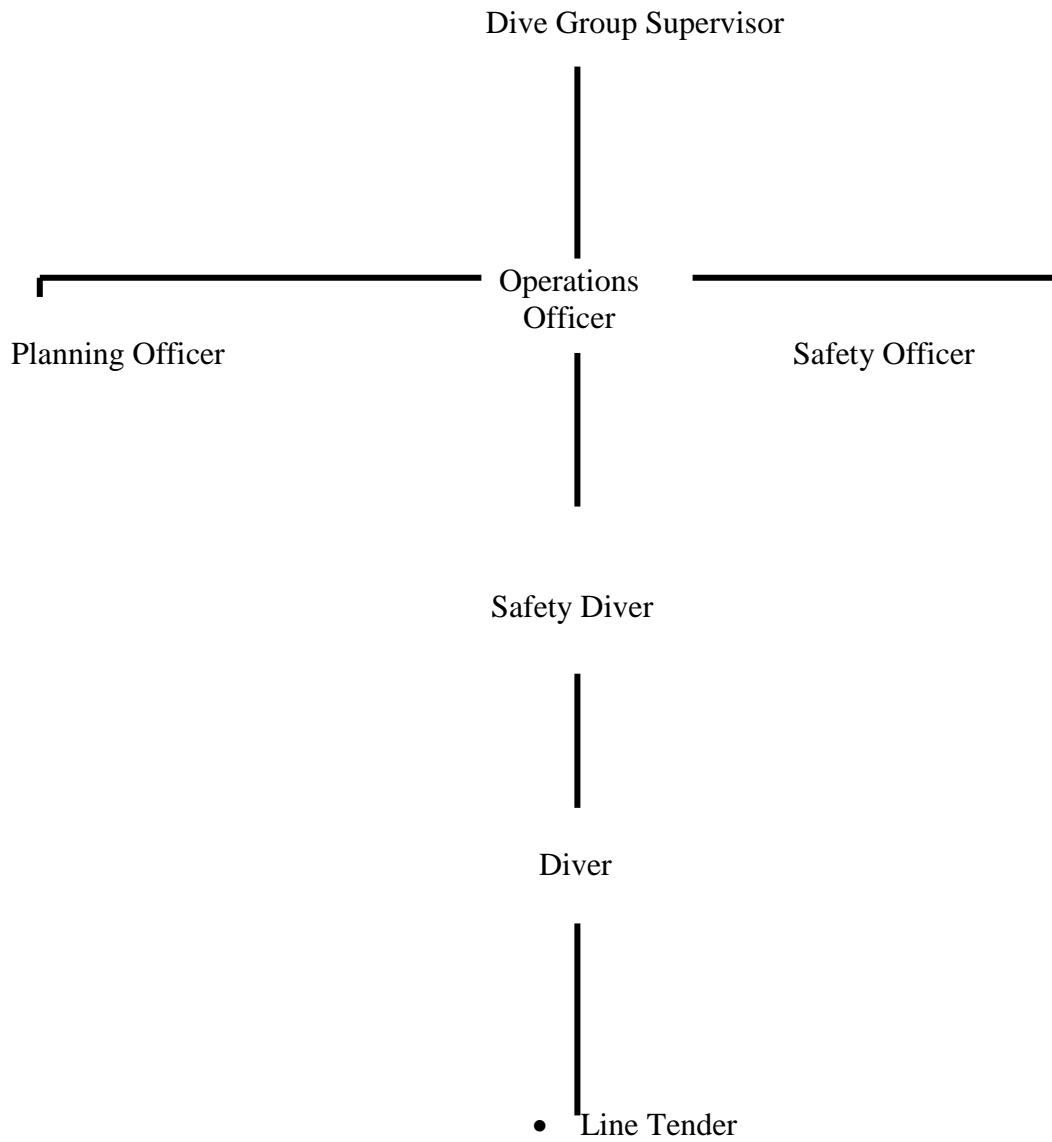 Dive Group Supervisor
Operations
Officer
Planning Officer
Safety Officer
Safety Diver
Diver
• Line Tender